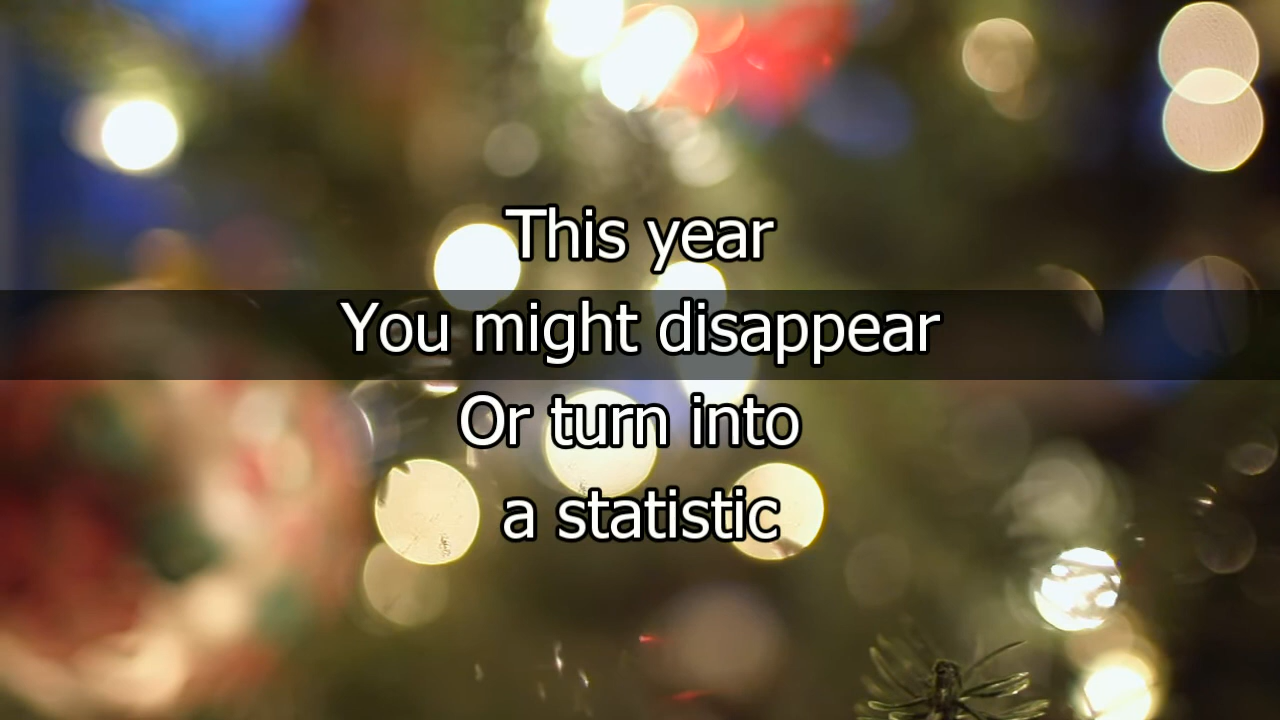 This year
You might disappear
Or turn into
a statistic